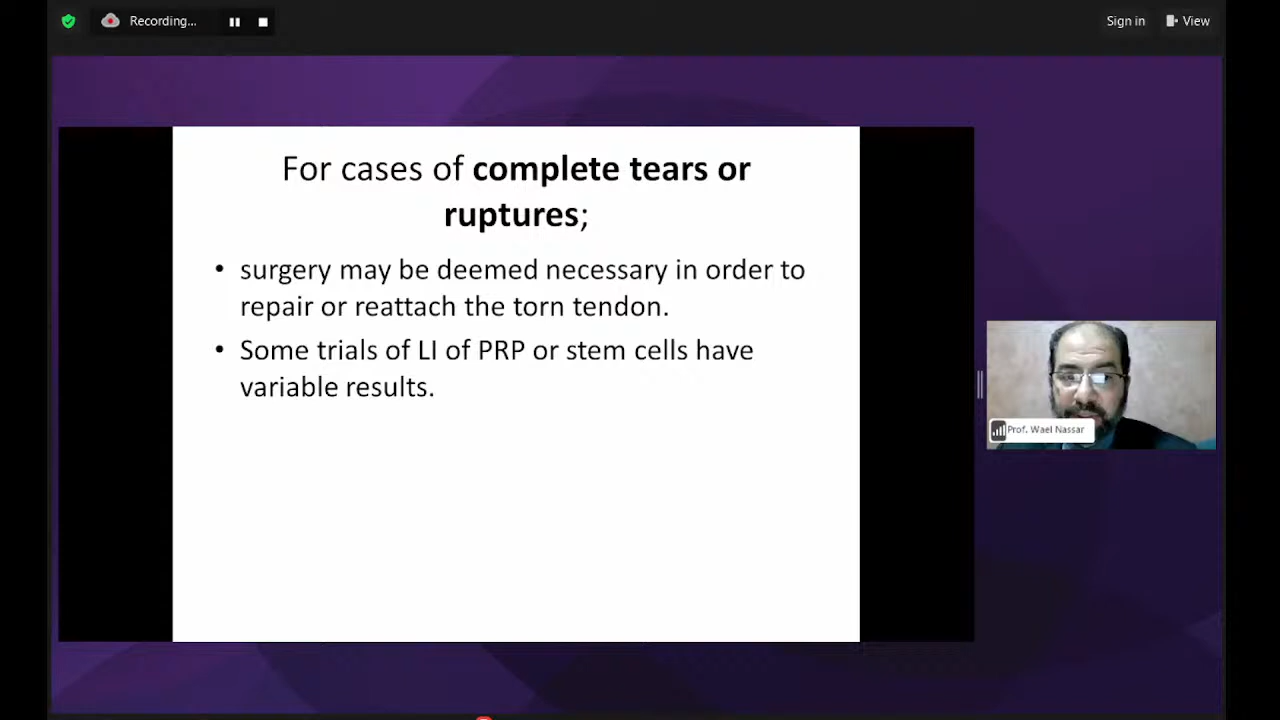 Recording...
Sign in
View
For cases of complete tears or
ruptures;
• surgery may be deemed necessary in order to
repair or reattach the torn tendon.
• Some trials of LI of PRP or stem cells have
variable results.
Prof. Wael Nassar